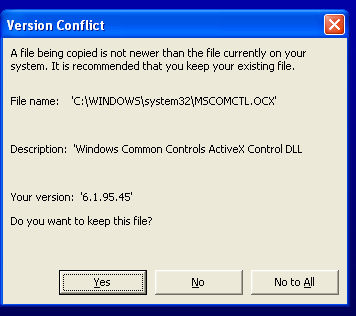 Version Conflict
A file being copied is not newer than the file currently on your
system. It is recommended that you keep your existing file.
File name: 'C:\WINDOWS\system32\MSCOMCTL.OCX'
Description: 'Windows Common Controls ActiveX Control DLL
Your version: '6.1.95.45'
Do you want to keep this file?
Yes No No to All